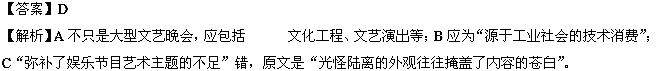 【答案】D
【解析】A 不只是大型文艺晚会，应包括 文化工程、文艺演出等；B 应为“源于工业社会的技术消费”；
C“弥补了娱乐节目艺术主题的不足”错，原文是“光怪陆离的外观往往掩盖了内容的苍白”。